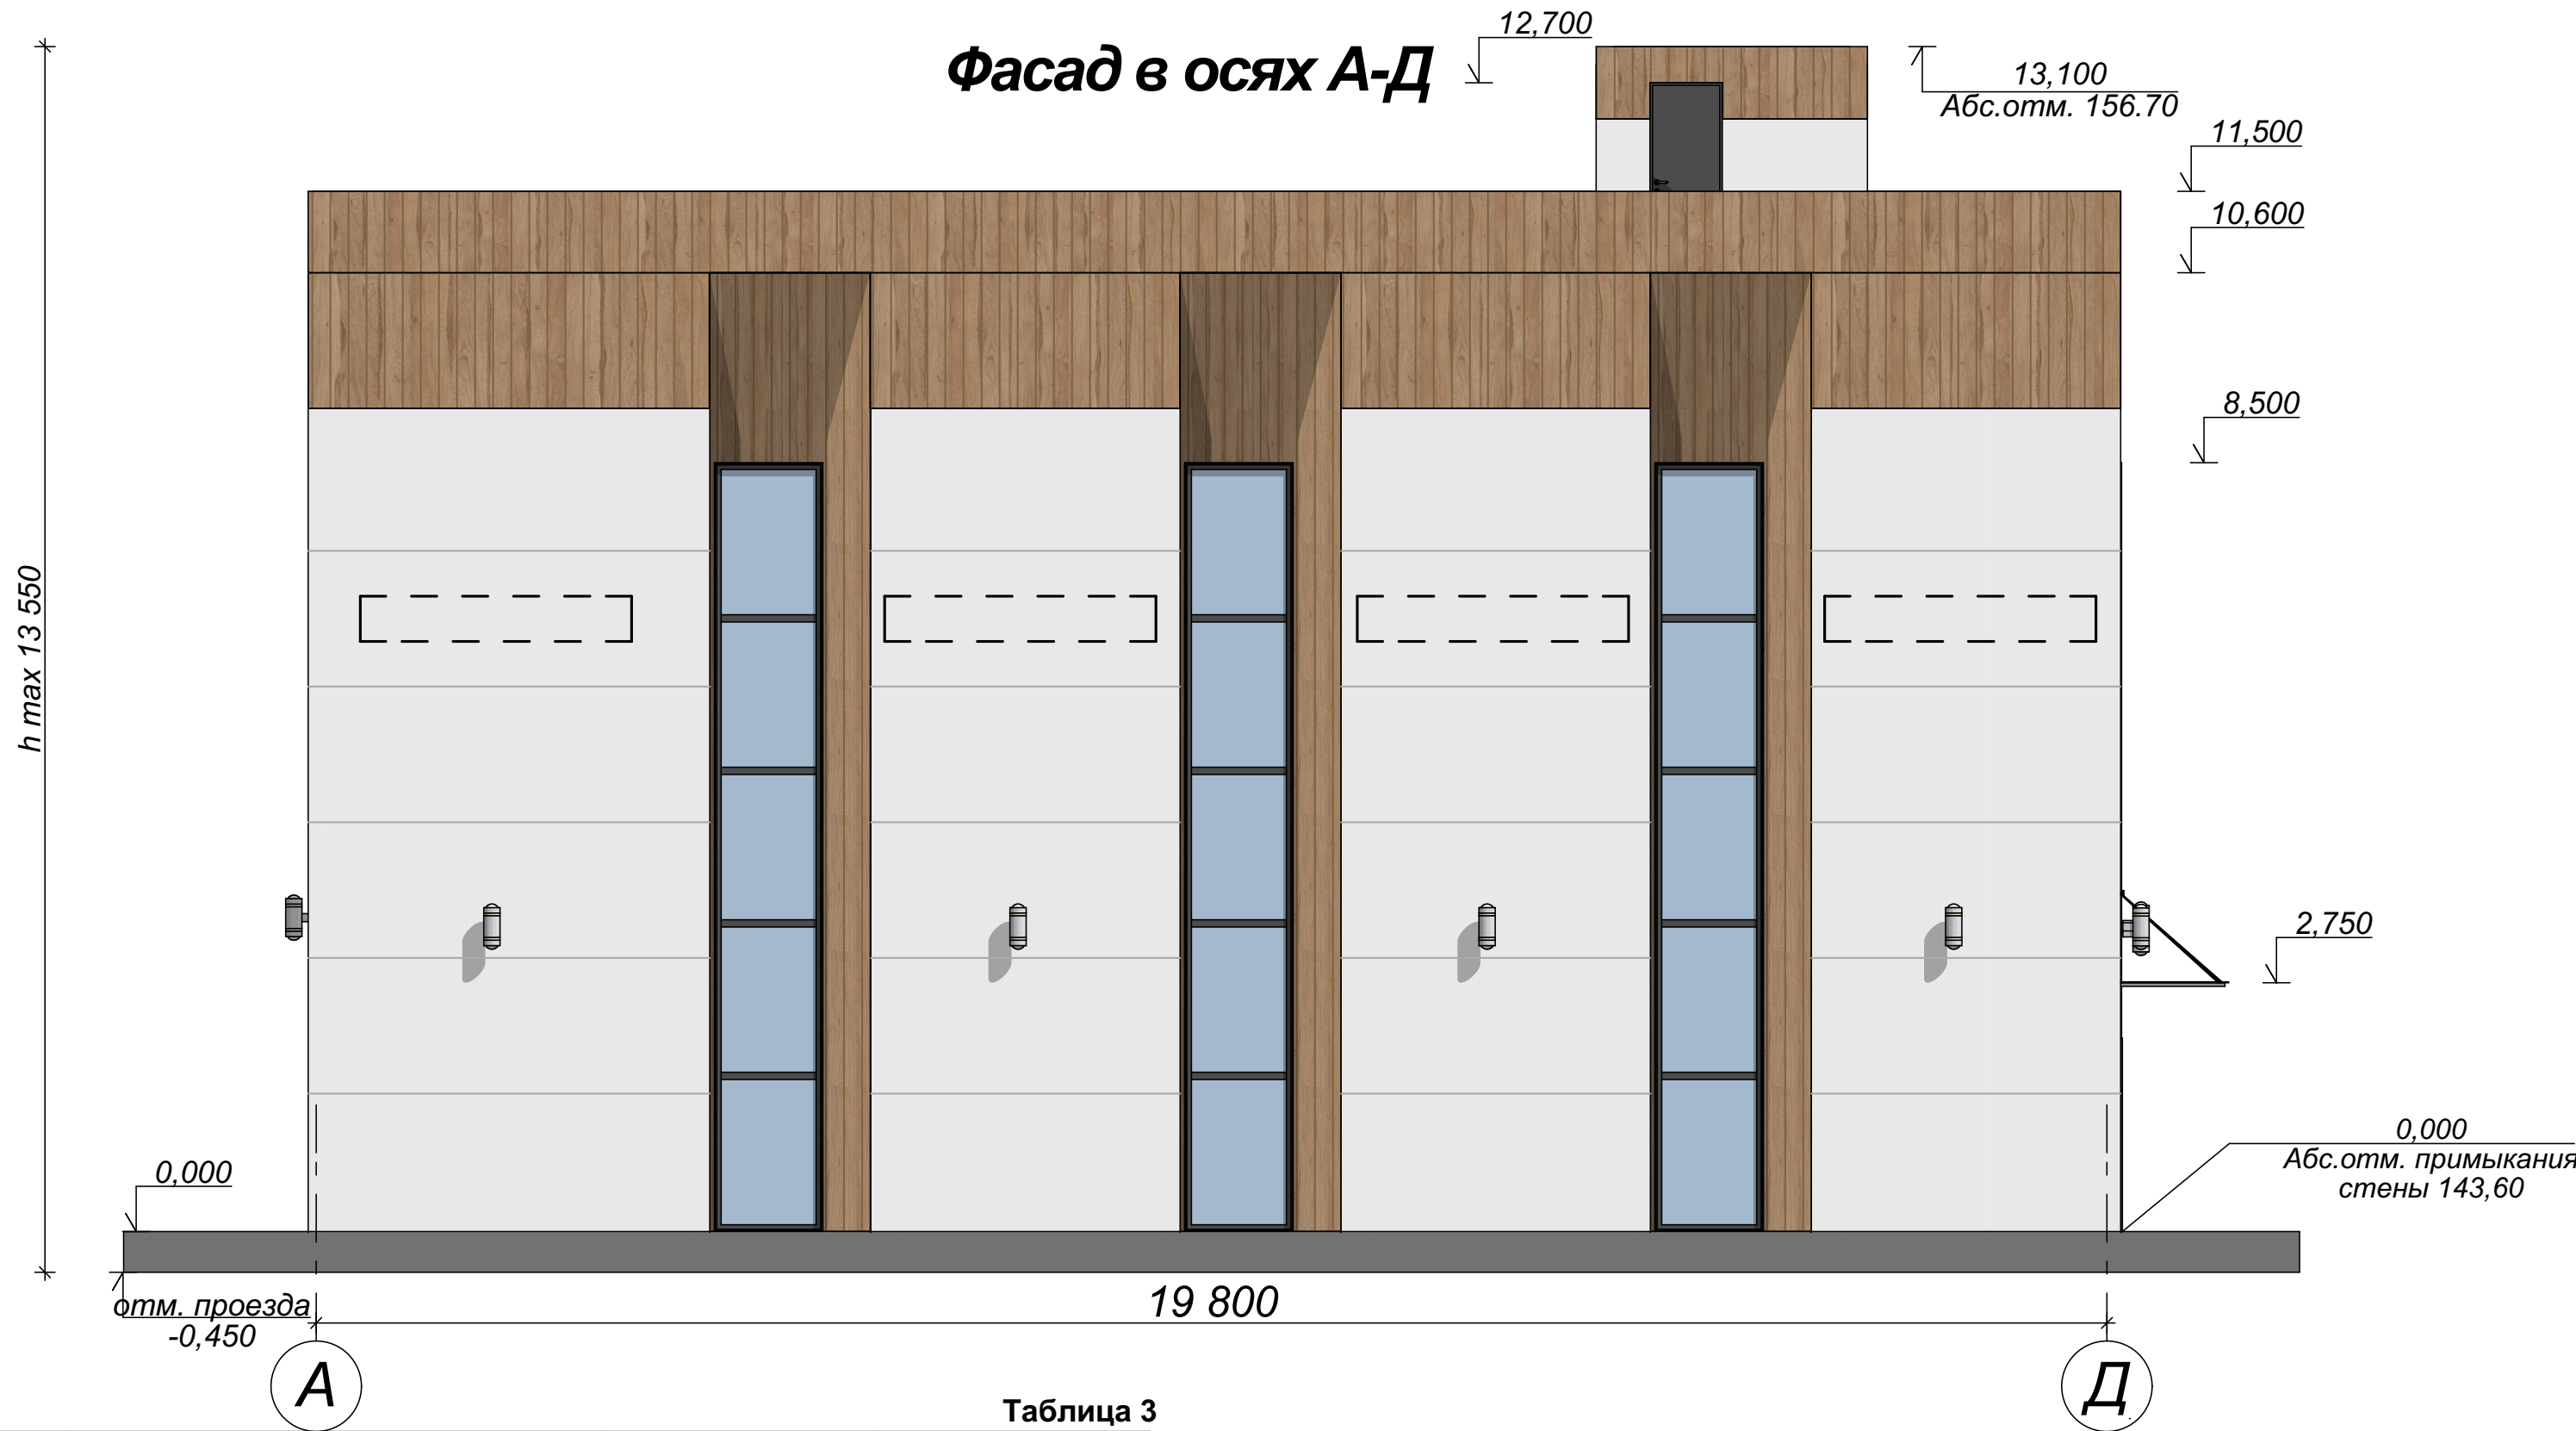 12,700
Фасад в осях А-Д
13,100
Абс.отм. 156.70
11,500
10,600
8,500
h max 13 550
2,750
0,000
Абс.отм. примыкания
стены 143,60
0,000
отм. проезда
-0,450
19 800
А
Д
Таблица 3